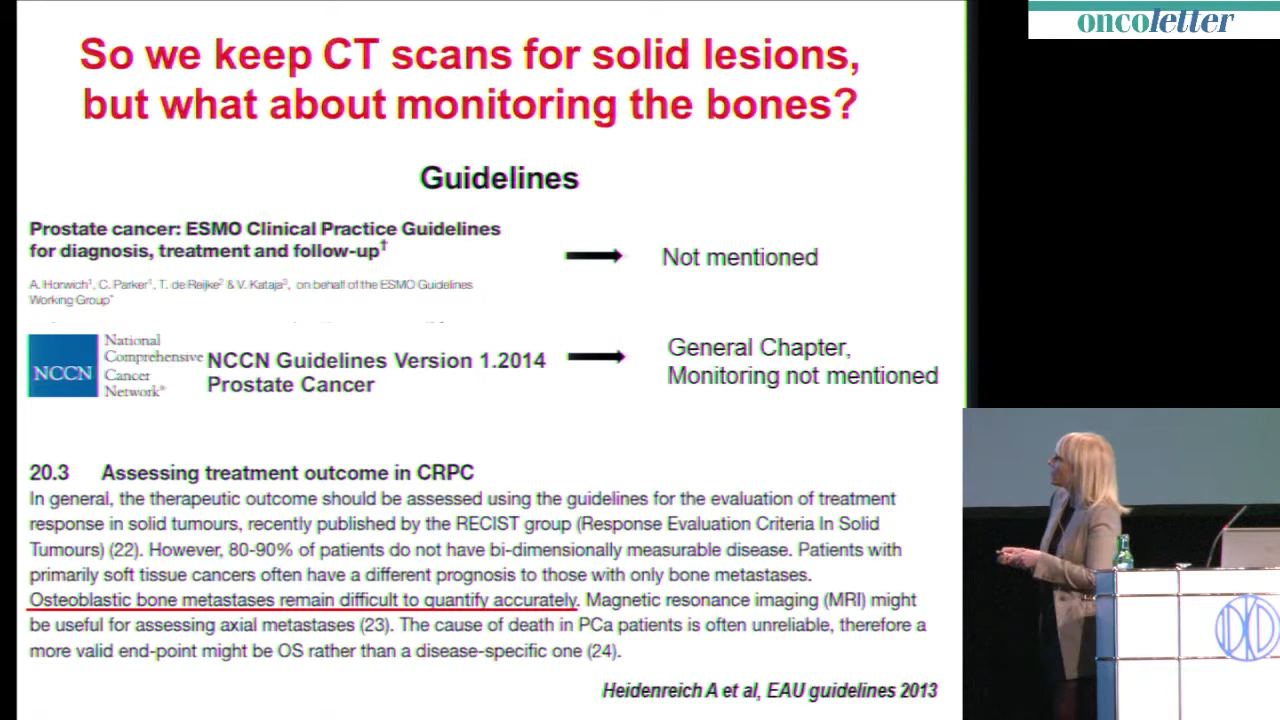 oncoletter
So we keep CT scans for solid lesions,
but what about monitoring the bones?
Guidelines
Prostate cancer: ESMO Clinical Practice Guidelines
for diagnosis, treatment and follow-up†
Not mentioned
A. Horwich1, C. Parker1, T. de Reijke2 & V. Kataja3, on behalf of the ESMO Guidelines
Working Group*
NCCN
National
Comprehensive
Cancer
Network®
NCCN Guidelines Version 1.2014
Prostate Cancer
General Chapter,
Monitoring not mentioned
20.3 Assessing treatment outcome in CRPC
In general, the therapeutic outcome should be assessed using the guidelines for the evaluation of treatment
response in solid tumours, recently published by the RECIST group (Response Evaluation Criteria In Solid
Tumours) (22). However, 80-90% of patients do not have bi-dimensionally measurable disease. Patients with
primarily soft tissue cancers often have a different prognosis to those with only bone metastases.
Osteoblastic bone metastases remain difficult to quantify accurately. Magnetic resonance imaging (MRI) might
be useful for assessing axial metastases (23). The cause of death in PCa patients is often unreliable, therefore a
more valid end-point might be OS rather than a disease-specific one (24).
Heidenreich A et al, EAU guidelines 2013